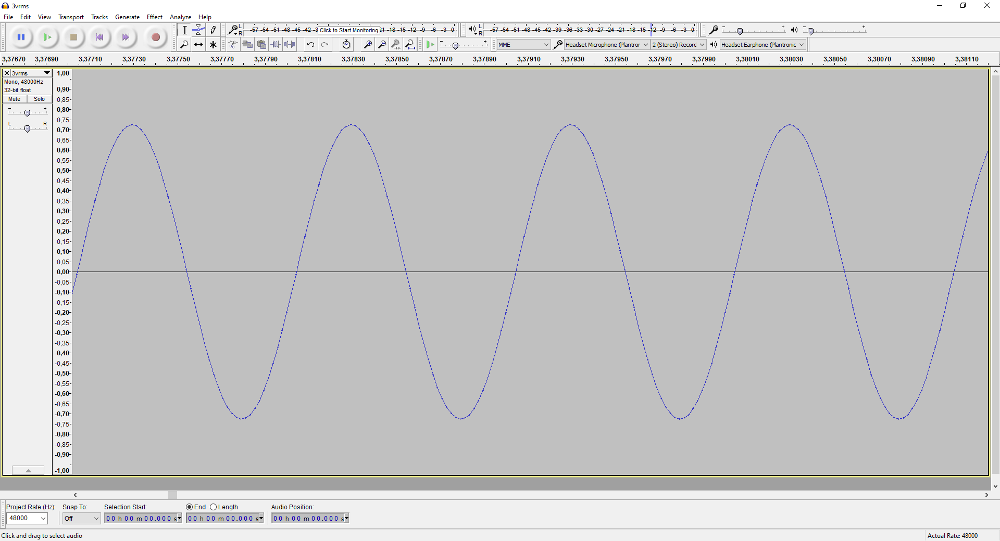 3vrms
File Edit View Transport Tracks Generate Effect Analyze Help
L
R
-57 -54 -51 -48 -45 -42 -3
Click to Start Monitoring
21 -18 -15 -12 -9 -6 -3 0
L
R
-57 -54 -51 -48 -45 -42 -39 -36 -33 -30 -27 -24 -21 -18 -15 -12 -9 -6 -3 0
- +
- +
- +
MME
Headset Microphone (Plantror
2 (Stereo) Record
Headset Earphone (Plantronic
3,37670 3,37690 3,37710 3,37730 3,37750 3,37770 3,37790 3,37810 3,37830 3,37850 3,37870 3,37890 3,37910 3,37930 3,37950 3,37970 3,37990 3,38010 3,38030 3,38050 3,38070 3,38090 3,38110
3vrms
Mono, 48000Hz
32-bit float
Mute Solo
- +
L R
1,00
0,90
0,85
0,80
0,75
0,70
0,65
0,60
0,55
0,50
0,45
0,40
0,35
0,30
0,25
0,20
0,15
0,10
0,05
0,00
-0,05
-0,10
-0,15
-0,20
-0,25
-0,30
-0,35
-0,40
-0,45
-0,50
-0,55
-0,60
-0,65
-0,70
-0,75
-0,80
-0,85
-0,90
-1,00
Project Rate (Hz): Snap To: Selection Start: End Length Audio Position:
48000 Off 00 h 00 m 00.000 s 00 h 00 m 00.000 s 00 h 00 m 00.000 s
Click and drag to select audio
Actual Rate: 48000